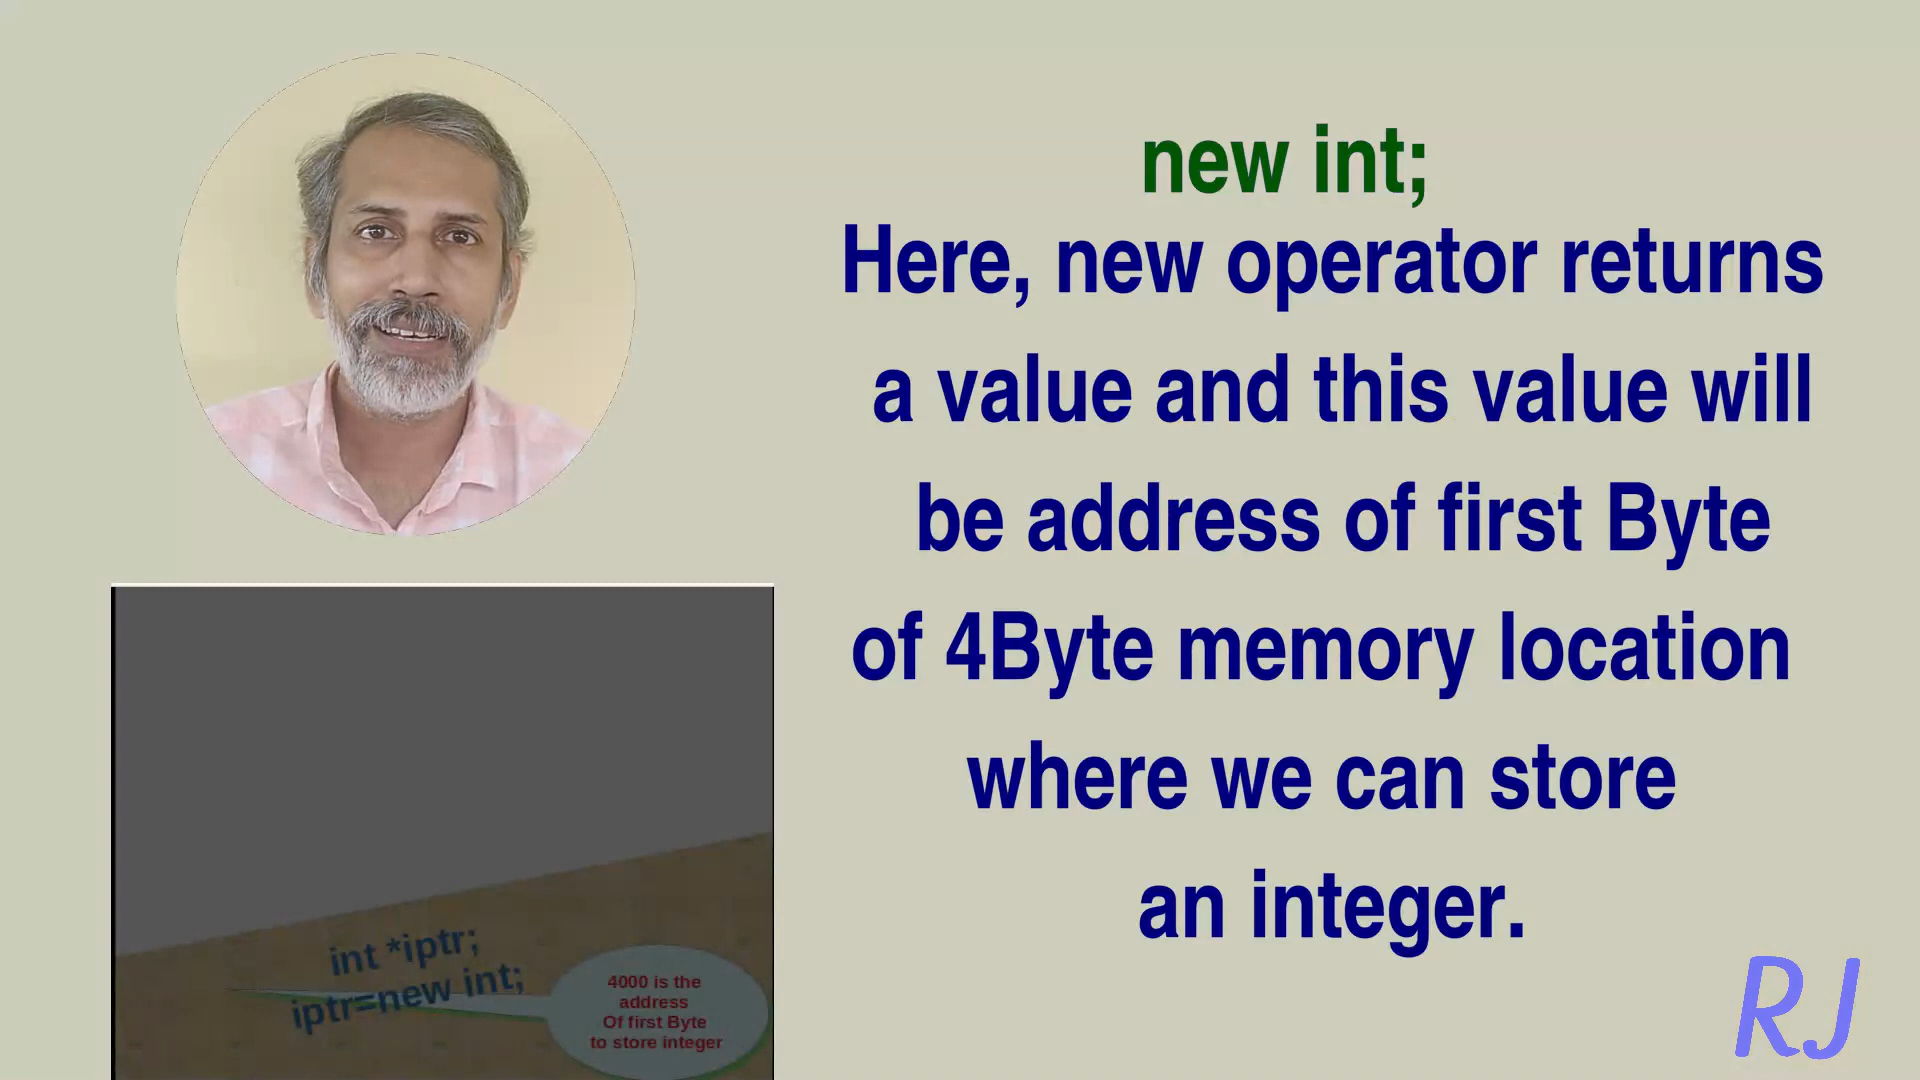 new int;
Here, new operator returns
a value and this value will
be address of first Byte
of 4Byte memory location
where we can store
an integer.
int *iptr;
iptr=new int;
4000 is the
address
Of first Byte
to store integer
RJ